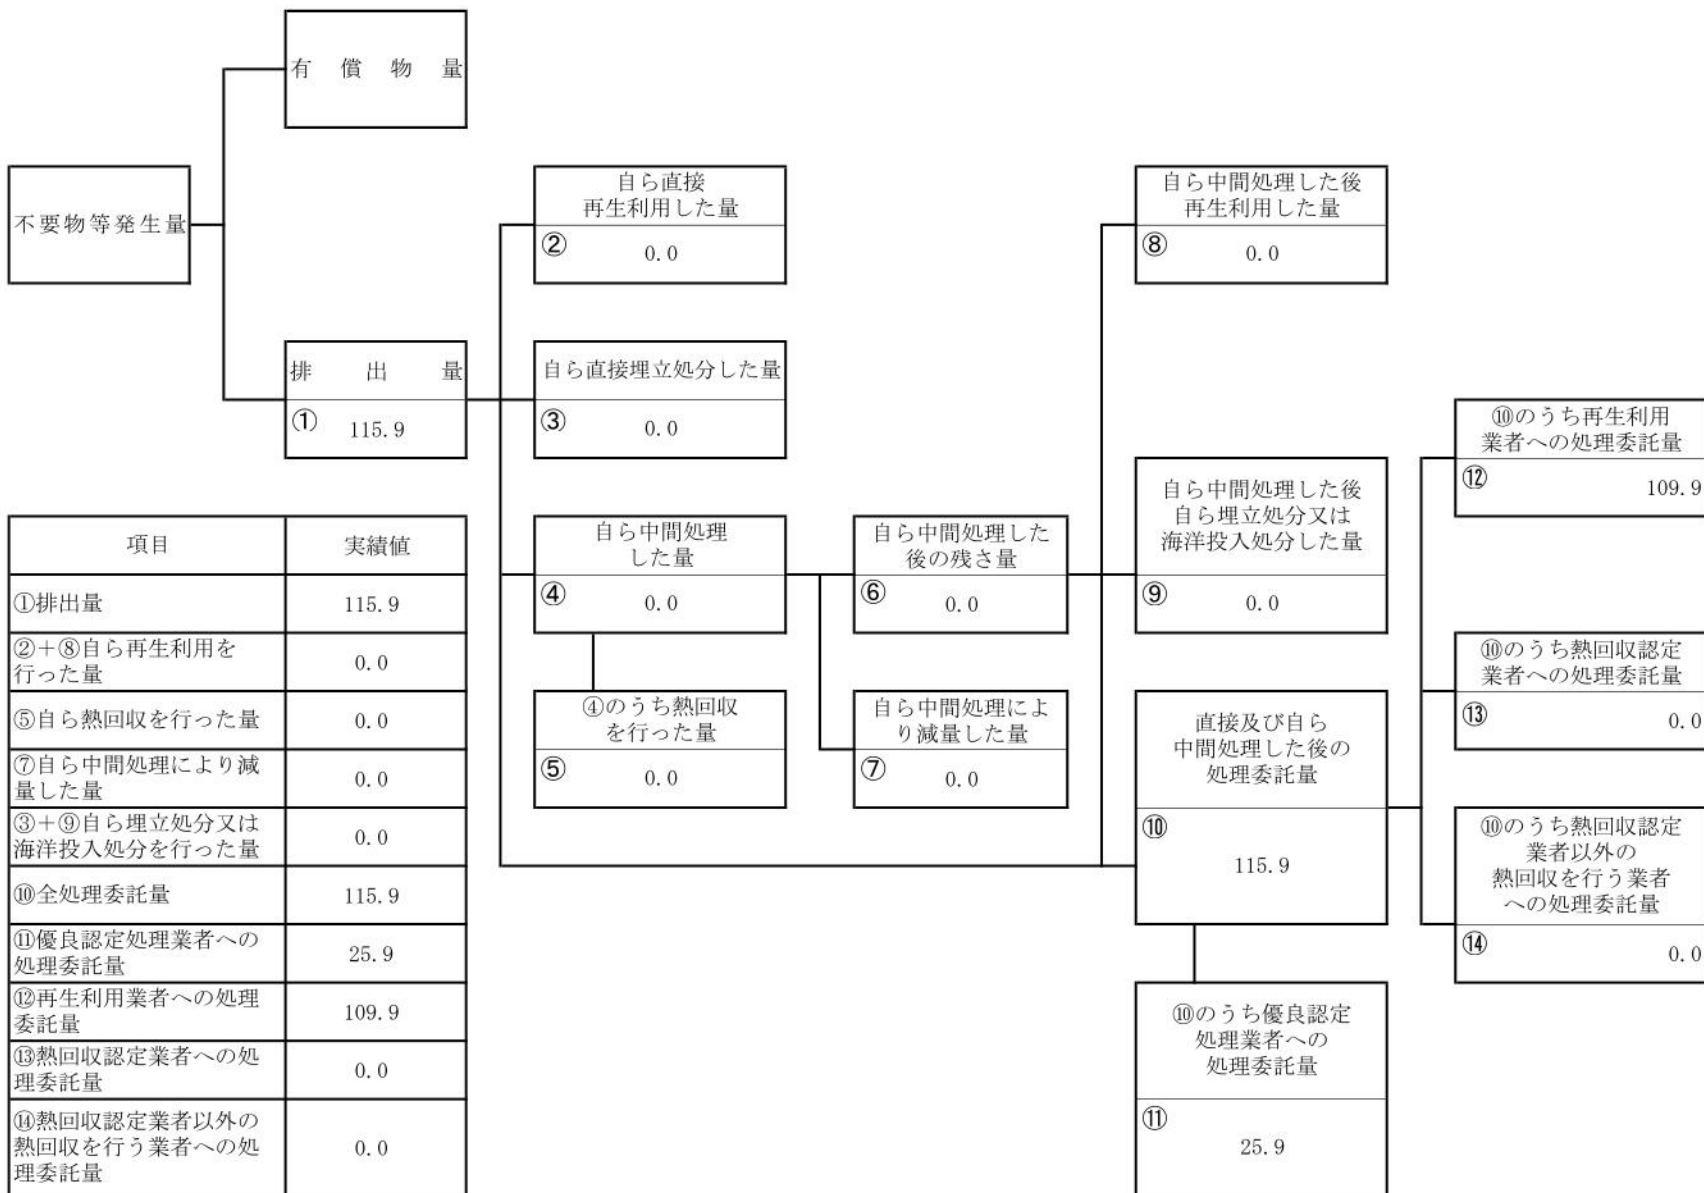 有償物量
不要物等発生量
排出量
① 115.9
自ら直接
再生利用した量
② 0.0
自ら直接埋立処分した量
③ 0.0
自ら中間処理
した量
④ 0.0
④のうち熱回収
を行った量
⑤ 0.0
自ら中間処理した
後の残さ量
⑥ 0.0
自ら中間処理によ
り減量した量
⑦ 0.0
自ら中間処理した後
再生利用した量
⑧ 0.0
自ら中間処理した後
自ら埋立処分又は
海洋投入処分した量
⑨ 0.0
直接及び自ら
中間処理した後の
処理委託量
⑩
115.9
⑩のうち優良認定
処理業者への
処理委託量
⑪
25.9
⑩のうち再生利用
業者への処理委託量
⑫ 109.9
⑩のうち熱回収認定
業者への処理委託量
⑬ 0.0
⑩のうち熱回収認定
業者以外の
熱回収を行う業者
への処理委託量
⑭ 0.0
項目 実績値
①排出量 115.9
②＋⑧自ら再生利用を
行った量 0.0
⑤自ら熱回収を行った量 0.0
⑦自ら中間処理により減
量した量 0.0
③＋⑨自ら埋立処分又は
海洋投入処分を行った量 0.0
⑩全処理委託量 115.9
⑪優良認定処理業者への
処理委託量 25.9
⑫再生利用業者への処理
委託量 109.9
⑬熱回収認定業者への処
理委託量 0.0
⑭熱回収認定業者以外の
熱回収を行う業者への処
理委託量 0.0